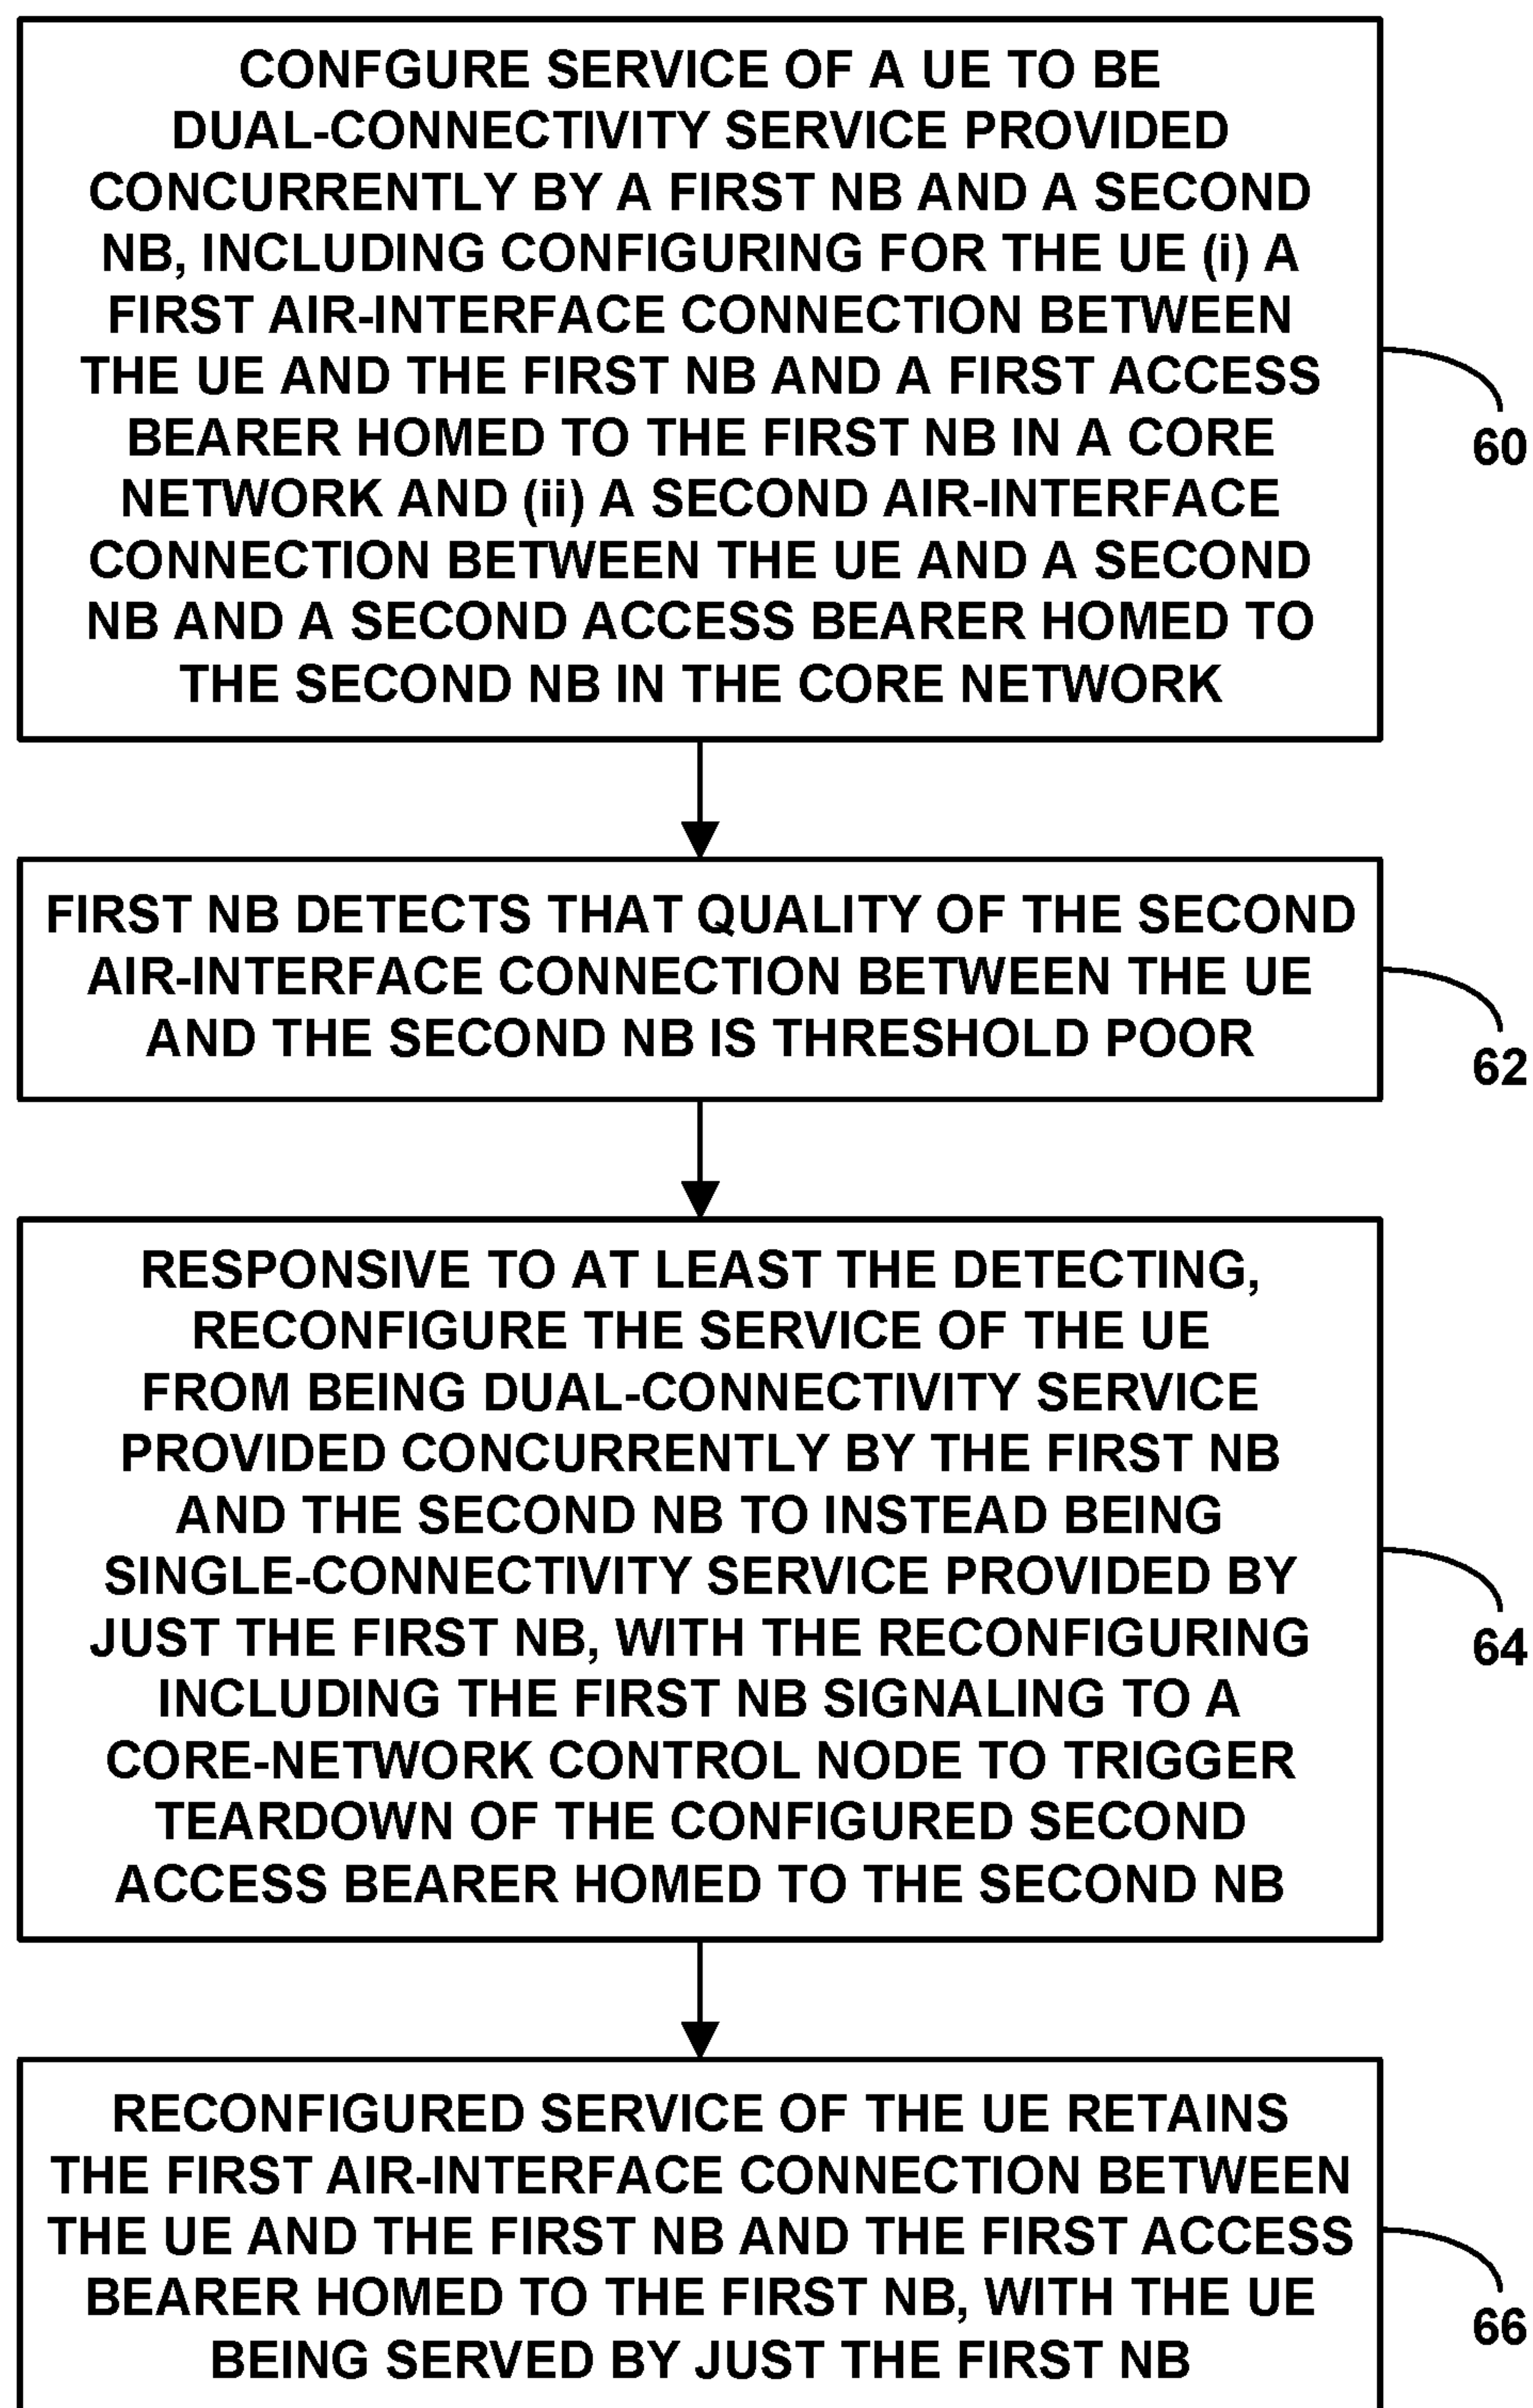 CONFGURE SERVICE OF A UE TO BE
DUAL-CONNECTIVITY SERVICE PROVIDED
CONCURRENTLY BY A FIRST NB AND A SECOND
NB, INCLUDING CONFIGURING FOR THE UE (i) A
FIRST AIR-INTERFACE CONNECTION BETWEEN
THE UE AND THE FIRST NB AND A FIRST ACCESS
BEARER HOMED TO THE FIRST NB IN A CORE
NETWORK AND (ii) A SECOND AIR-INTERFACE
CONNECTION BETWEEN THE UE AND A SECOND
NB AND A SECOND ACCESS BEARER HOMED TO
THE SECOND NB IN THE CORE NETWORK
60
FIRST NB DETECTS THAT QUALITY OF THE SECOND
AIR-INTERFACE CONNECTION BETWEEN THE UE
AND THE SECOND NB IS THRESHOLD POOR
62
RESPONSIVE TO AT LEAST THE DETECTING,
RECONFIGURE THE SERVICE OF THE UE
FROM BEING DUAL-CONNECTIVITY SERVICE
PROVIDED CONCURRENTLY BY THE FIRST NB
AND THE SECOND NB TO INSTEAD BEING
SINGLE-CONNECTIVITY SERVICE PROVIDED BY
JUST THE FIRST NB, WITH THE RECONFIGURING
INCLUDING THE FIRST NB SIGNALING TO A
CORE-NETWORK CONTROL NODE TO TRIGGER
TEARDOWN OF THE CONFIGURED SECOND
ACCESS BEARER HOMED TO THE SECOND NB
64
RECONFIGURED SERVICE OF THE UE RETAINS
THE FIRST AIR-INTERFACE CONNECTION BETWEEN
THE UE AND THE FIRST NB AND THE FIRST ACCESS
BEARER HOMED TO THE FIRST NB, WITH THE UE
BEING SERVED BY JUST THE FIRST NB
66